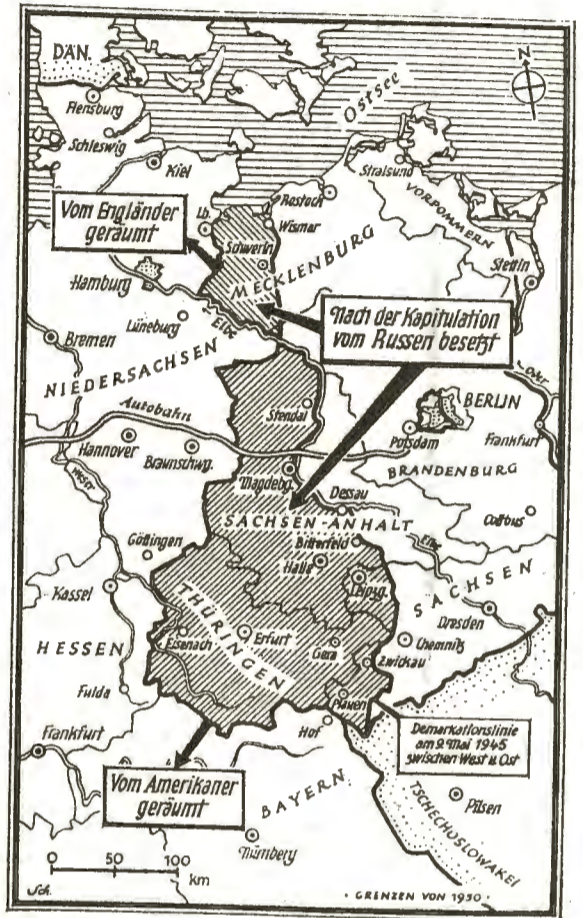 DÄN.
Flensburg
Schleswig
Kiel
Ostsee
N
Stralsund
Rostock
VORPOMMERN
Lb.
Wismar
Vom Engländer
geräumt
Schwerin
MECKLENBURG
Stettin
Hamburg
Lüneburg
Elbe
Nach der Kapitulation
vom Russen besetzt
Bremen
NIEDERSACHSEN
Stendal
Oder
BERLIN
Autobahn
Potsdam
Frankfurt
Hannover
Braunschwg.
BRANDENBURG
Weser
Magdebg.
Dessau
SACHSEN-ANHALT
Cottbus
Göttingen
Bitterfeld
Elbe
Halle
Kassel
Leipzg.
SACHSEN
THÜRINGEN
Dresden
HESSEN
Eisenach
Erfurt
Gera
Chemnitz
Zwickau
Fulda
Plauen
Hof
Demarkationslinie
am 9. Mai 1945
zwischen West u. Ost
Frankfurt
Vom Amerikaner
geräumt
BAYERN
TSCHECHOSLOWAKEI
Pilsen
Nürnberg
0 50 100
km
Sch.
· GRENZEN VON 1950 ·